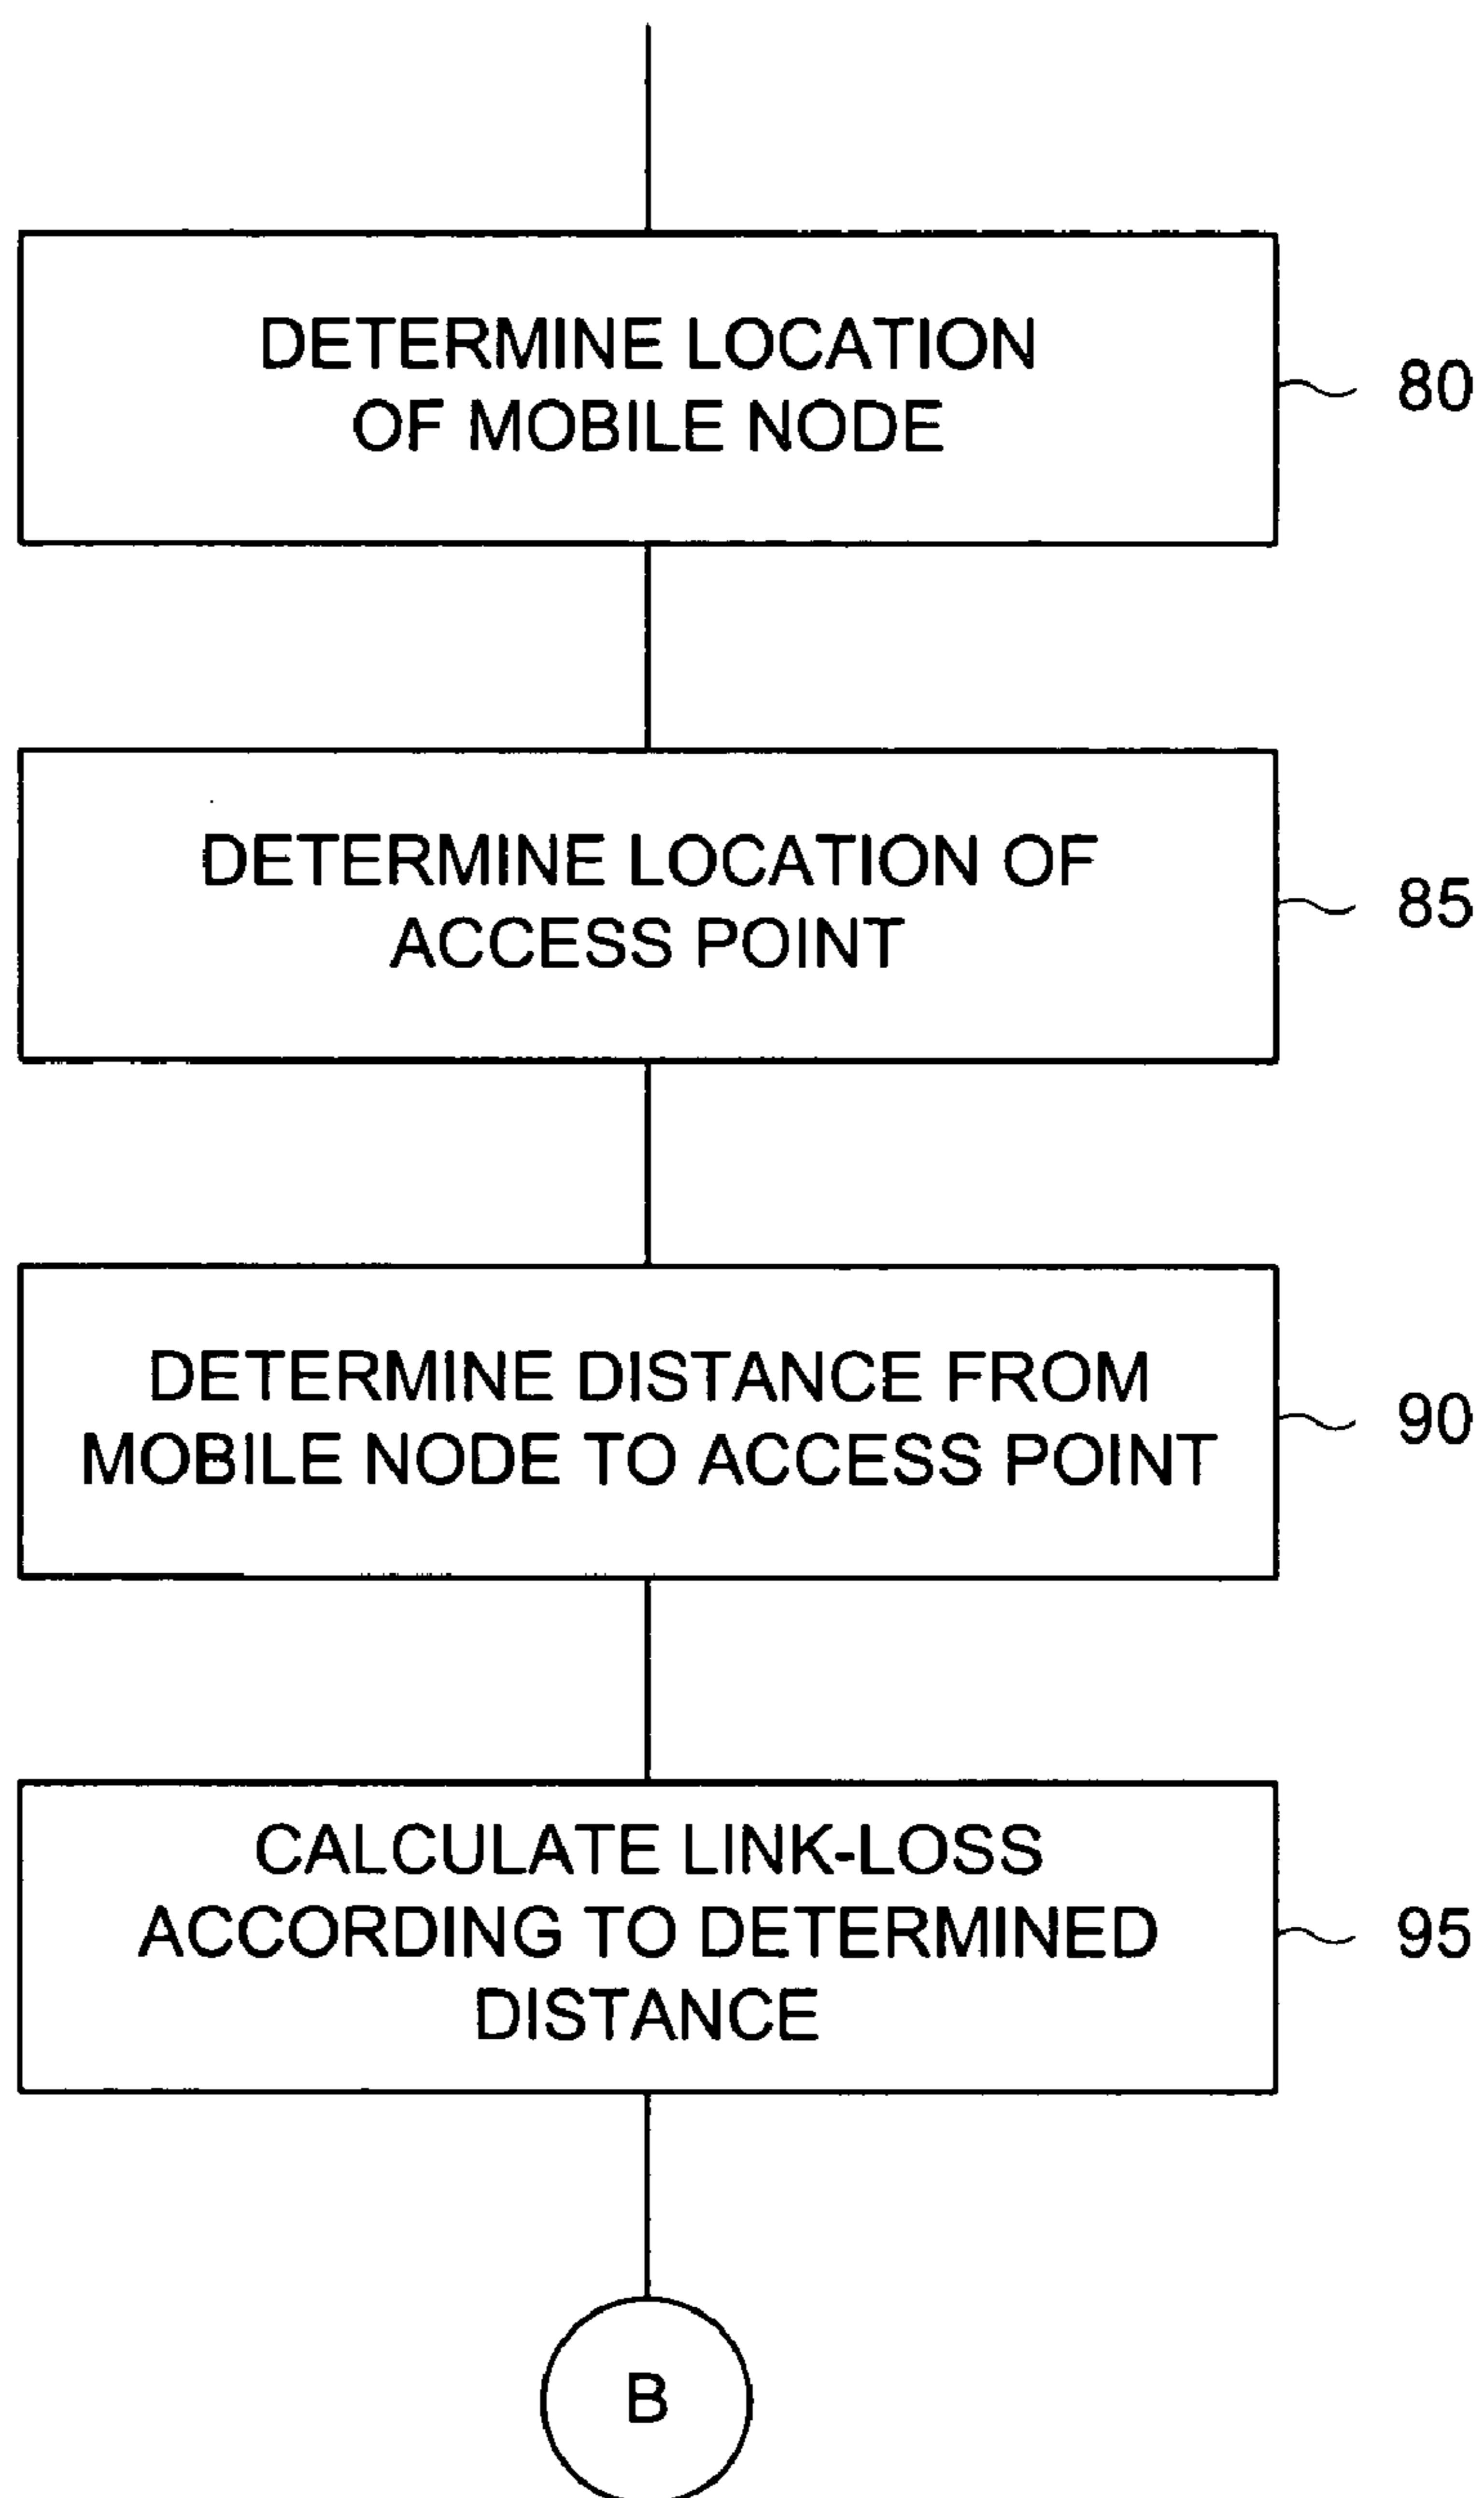 DETERMINE LOCATION
OF MOBILE NODE
80
DETERMINE LOCATION OF
ACCESS POINT
85
DETERMINE DISTANCE FROM
MOBILE NODE TO ACCESS POINT
90
CALCULATE LINK-LOSS
ACCORDING TO DETERMINED
DISTANCE
95
B